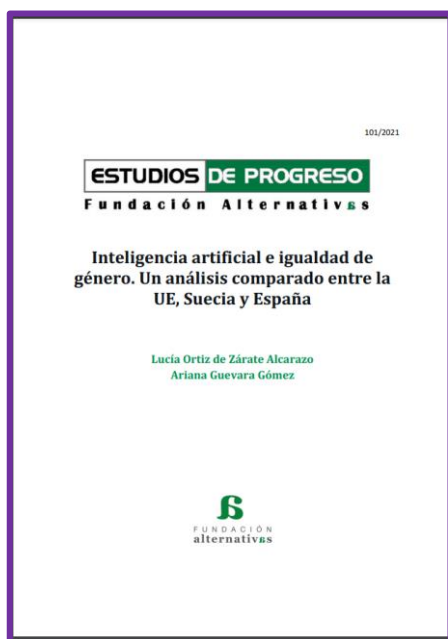 101/2021
ESTUDIOS DE PROGRESO
Fundación Alternativas
Inteligencia artificial e igualdad de
género. Un análisis comparado entre la
UE, Suecia y España
Lucía Ortiz de Zárate Alcarazo
Ariana Guevara Gómez
FUNDACIÓN
alternativas